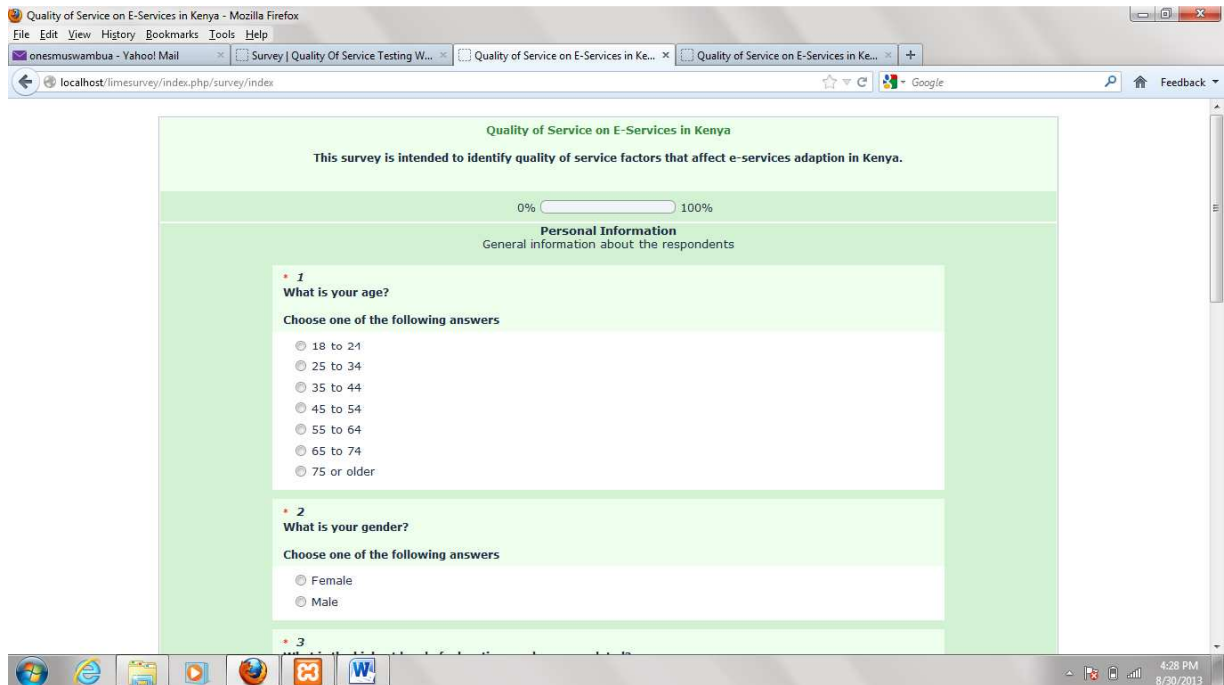 Quality of Service on E-Services in Kenya - Mozilla Firefox
File Edit View History Bookmarks Tools Help
onesmuswambua - Yahoo! Mail × Survey | Quality Of Service Testing W... × Quality of Service on E-Services in Ke... × Quality of Service on E-Services in Ke... × +
localhost/limesurvey/index.php/survey/index Google Feedback
Quality of Service on E-Services in Kenya
This survey is intended to identify quality of service factors that affect e-services adaption in Kenya.
0% 100%
Personal Information
General information about the respondents
* 1
What is your age?
Choose one of the following answers
18 to 24
25 to 34
35 to 44
45 to 54
55 to 64
65 to 74
75 or older
* 2
What is your gender?
Choose one of the following answers
Female
Male
* 3
4:28 PM
8/30/2013